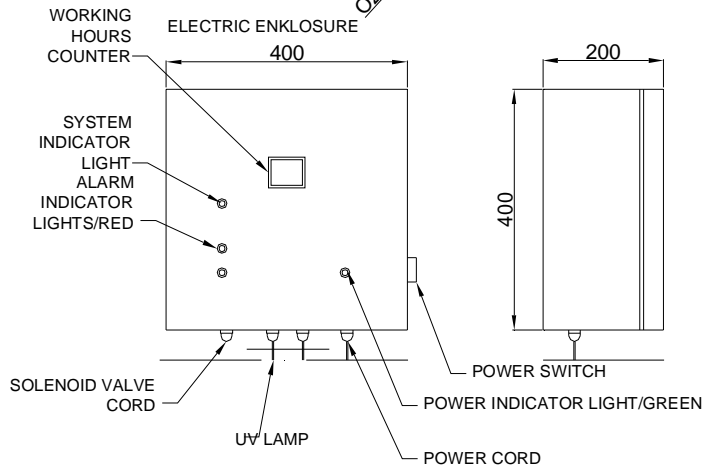 WORKING
HOURS
COUNTER
ELECTRIC ENKLOSURE
400
200
SYSTEM
INDICATOR
LIGHT
ALARM
INDICATOR
LIGHTS/RED
400
SOLENOID VALVE
CORD
UV LAMP
POWER SWITCH
POWER INDICATOR LIGHT/GREEN
POWER CORD